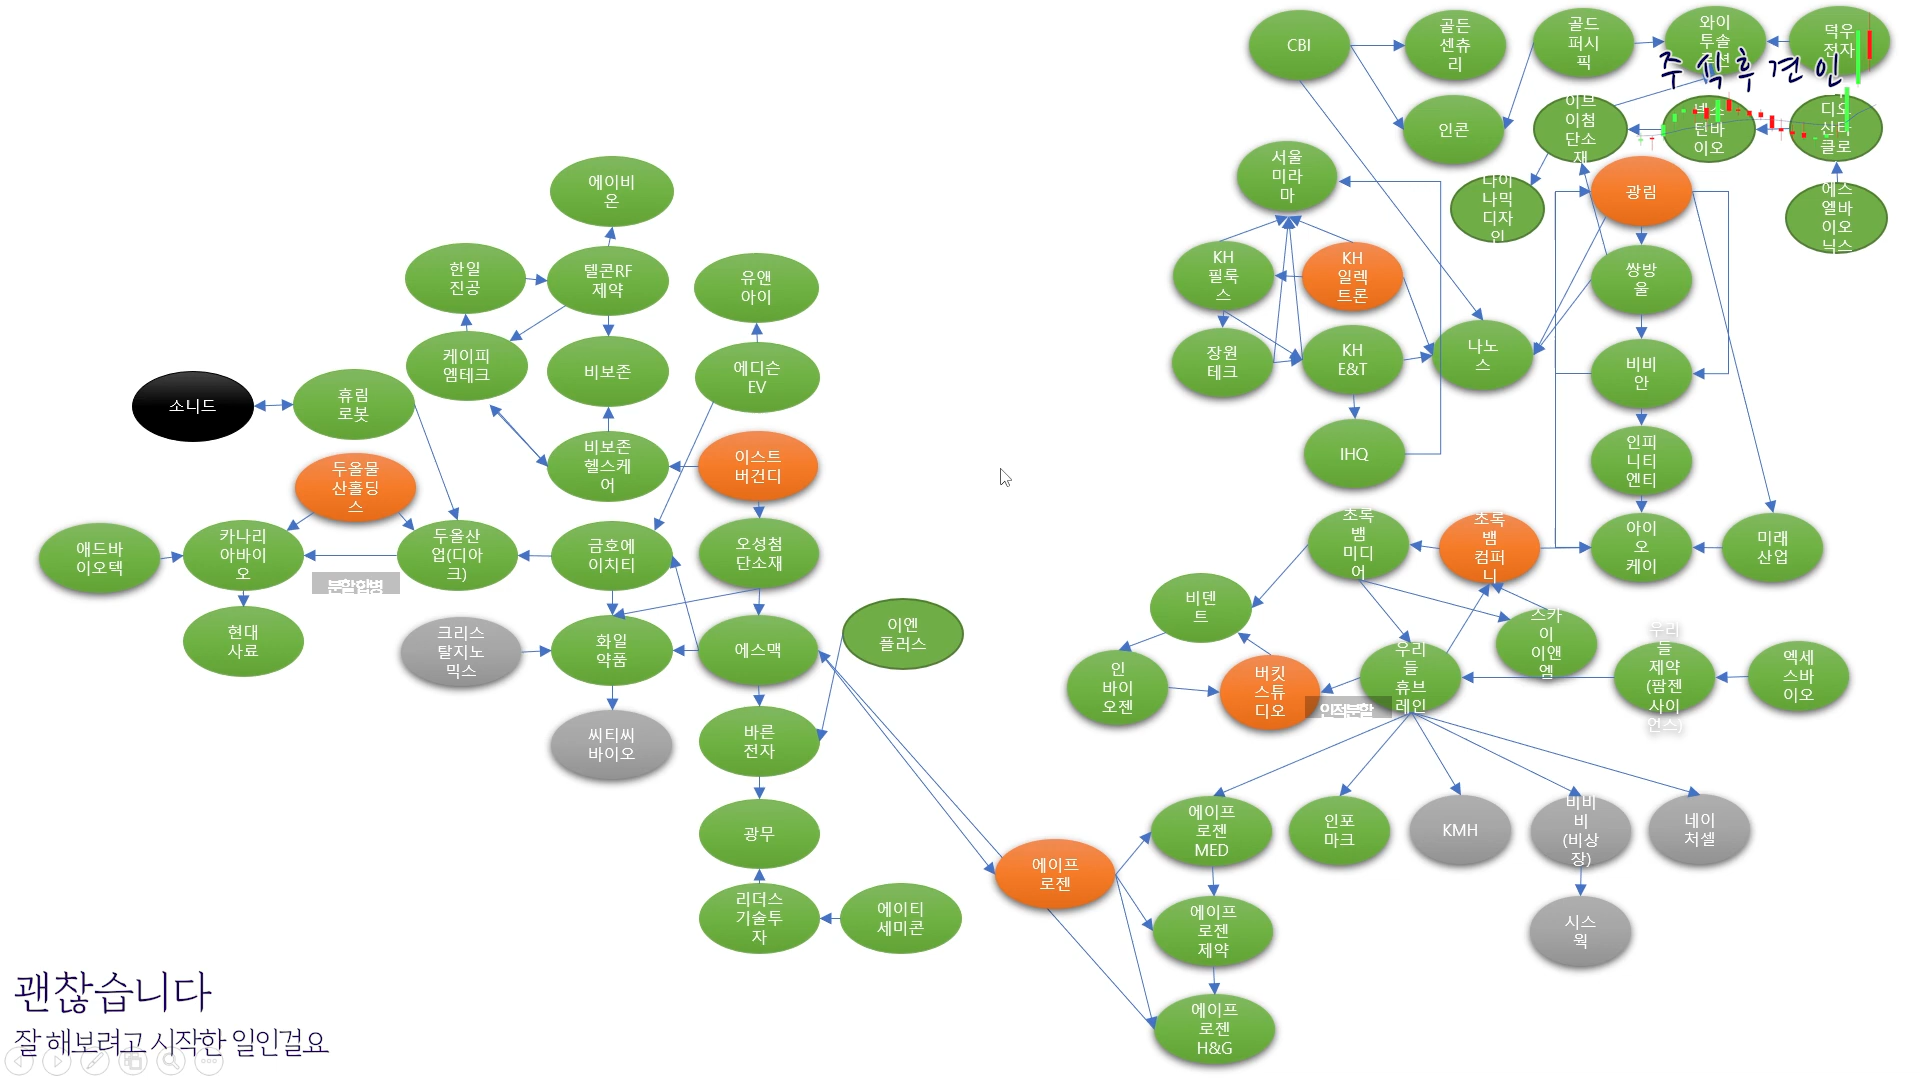 CBI
골든
센츄
리
골드
퍼시
픽
와이
투솔
덕우
전자
주식후견인
인콘
이브
이첨
단소
재
넥스
틴바
이오
디오
산타
클로
서울
미라
마
다이
나믹
디자
인
광림
에스
엘바
이오
닉스
에이비
온
한일
진공
텔콘RF
제약
유앤
아이
KH
필룩
스
KH
일렉
트론
쌍방
울
케이피
엠테크
비보존
에디슨
EV
장원
테크
KH
E&T
나노
스
비비
안
소니드
휴림
로봇
비보존
헬스케
어
이스트
버건디
IHQ
인피
니티
엔티
두올물
산홀딩
스
애드바
이오텍
카나리
아바이
오
두올산
업(디아
크)
금호에
이치티
오성첨
단소재
초록
뱀
미디
어
초록
뱀
컴퍼
니
아이
오
케이
미래
산업
분할합병
현대
사료
크리스
탈지노
믹스
화일
약품
에스맥
이엔
플러스
비덴
트
스카
이
이앤
엠
인
바이
오젠
버킷
스튜
디오
인적분할
우리
들
휴브
레인
우리
들
제약
(팜젠
사이
언스)
엑세
스바
이오
씨티씨
바이오
바른
전자
광무
에이프
로젠
MED
인포
마크
KMH
비비
비
(비상
장)
네이
처셀
리더스
기술투
자
에이티
세미콘
에이프
로젠
에이프
로젠
제약
시스
웍
에이프
로젠
H&G
괜찮습니다
잘 해보려고 시작한 일인걸요